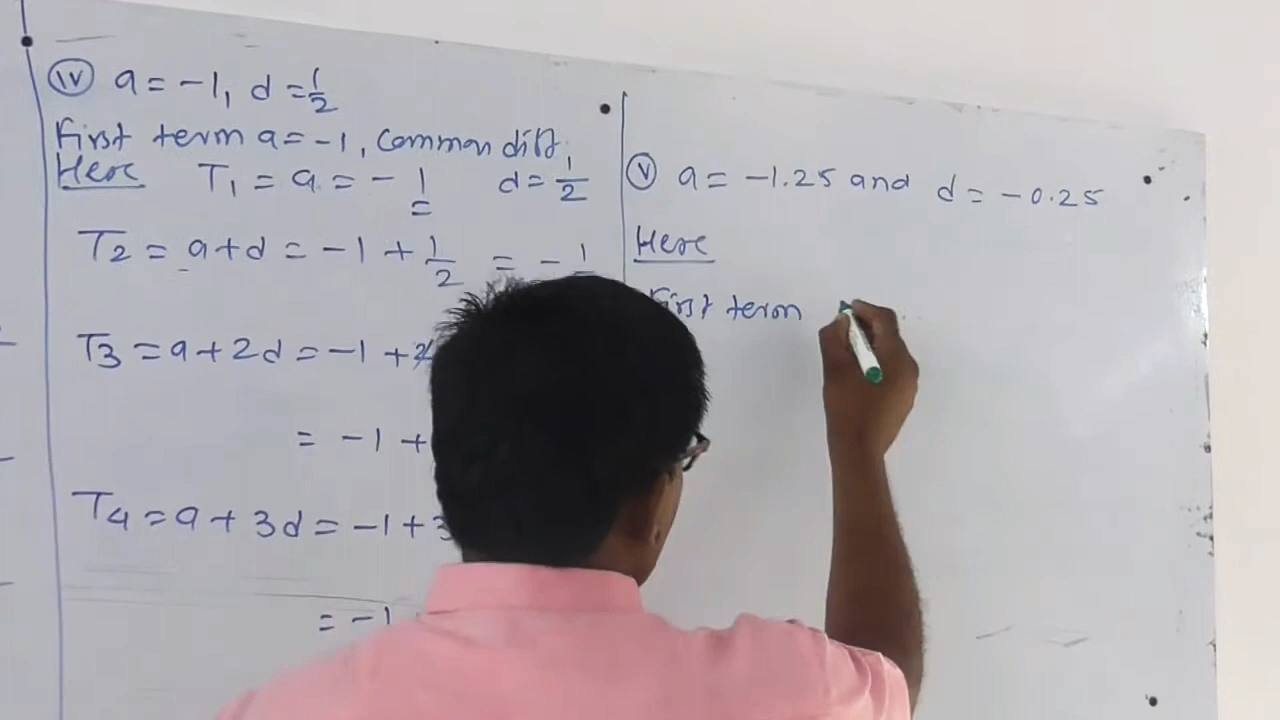 (iv) a = -1, d = 1/2
First term a = -1, Common diff,
Here T1 = a = -1 d = 1/2
T2 = a+d = -1 + 1/2 = - 1
T3 = a+2d = -1 + 2
= -1 +
T4 = a + 3d = -1 + 3
= -1
(v) a = -1.25 and d = -0.25
Here
First term